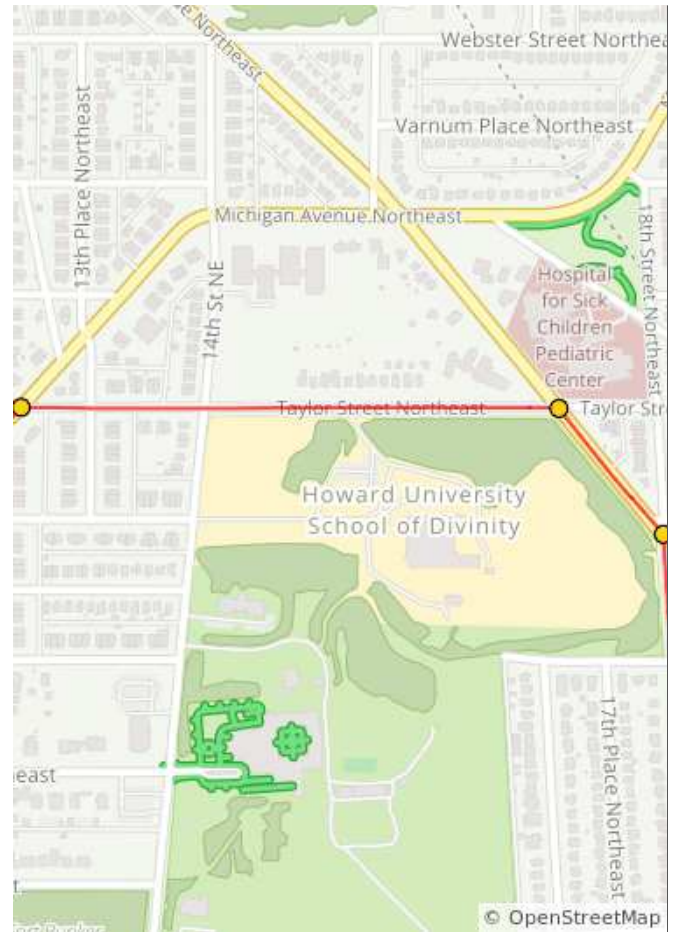 ue Northeast
Webster Street Northea
Varnum Place Northeast
13th Place Northeast
Michigan Avenue Northeast
18th Street Northeast
14th St NE
Hospital
for Sick
Children
Pediatric
Center
Taylor Street Northeast
Taylor Str
Howard University
School of Divinity
17th Place Northeast
east
t
© OpenStreetMap